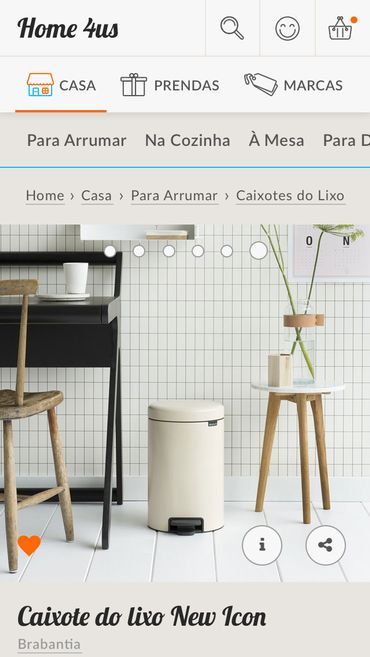 Home 4us
CASA
PRENDAS
MARCAS
Para Arrumar Na Cozinha À Mesa Para D
Home › Casa › Para Arrumar › Caixotes do Lixo
O N
Caixote do lixo New Icon
Brabantia